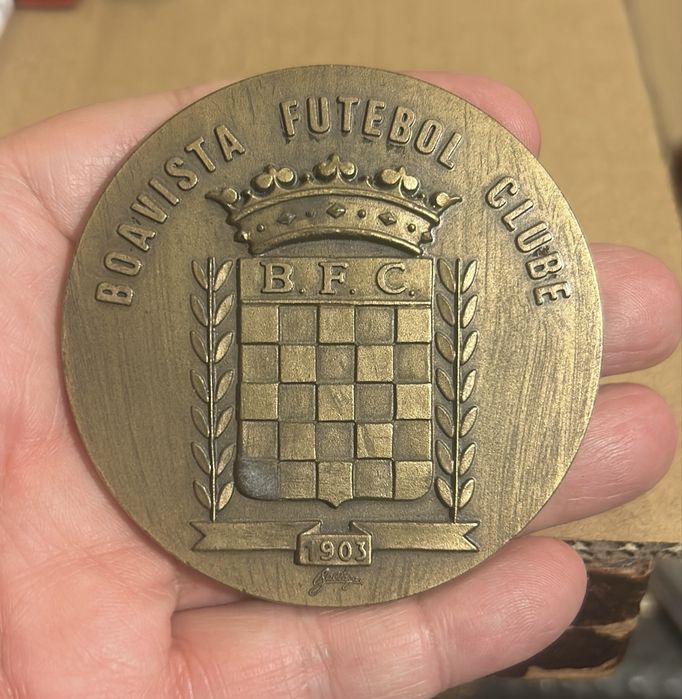 BOAVISTA FUTEBOL CLUBE
B. F. C.
1903